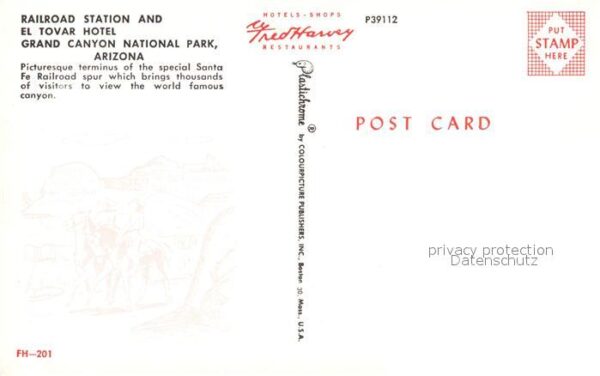 RAILROAD STATION AND
EL TOVAR HOTEL
GRAND CANYON NATIONAL PARK,
ARIZONA
Picturesque terminus of the special Santa
Fe Railroad spur which brings thousands
of visitors to view the world famous
canyon.
HOTELS - SHOPS
Fred Harvey
RESTAURANTS
P39112
PUT
STAMP
HERE
Plastichrome ® by COLOURPICTURE PUBLISHERS, INC., Boston 30, Mass., U.S.A.
POST CARD
privacy protection
Datenschutz
FH—201